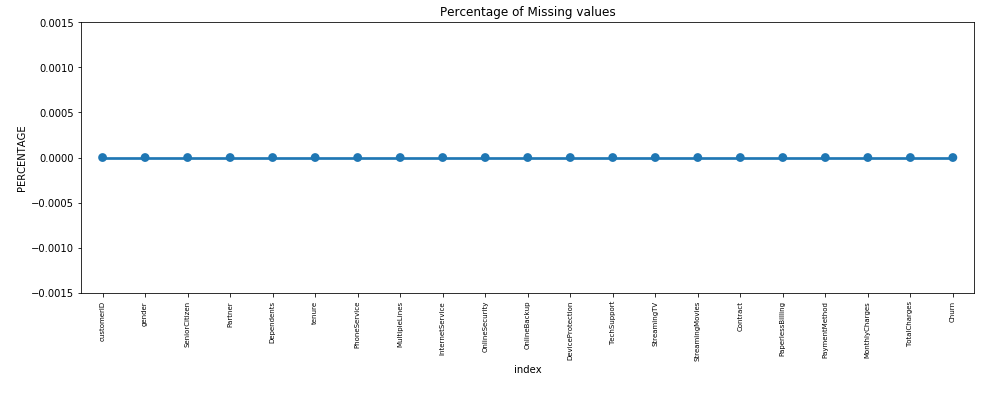 Percentage of Missing values
0.0015
0.0010
0.0005
0.0000
−0.0005
−0.0010
−0.0015
PERCENTAGE
customerID
gender
SeniorCitizen
Partner
Dependents
tenure
PhoneService
MultipleLines
InternetService
OnlineSecurity
OnlineBackup
DeviceProtection
TechSupport
StreamingTV
StreamingMovies
Contract
PaperlessBilling
PaymentMethod
MonthlyCharges
TotalCharges
Churn
index